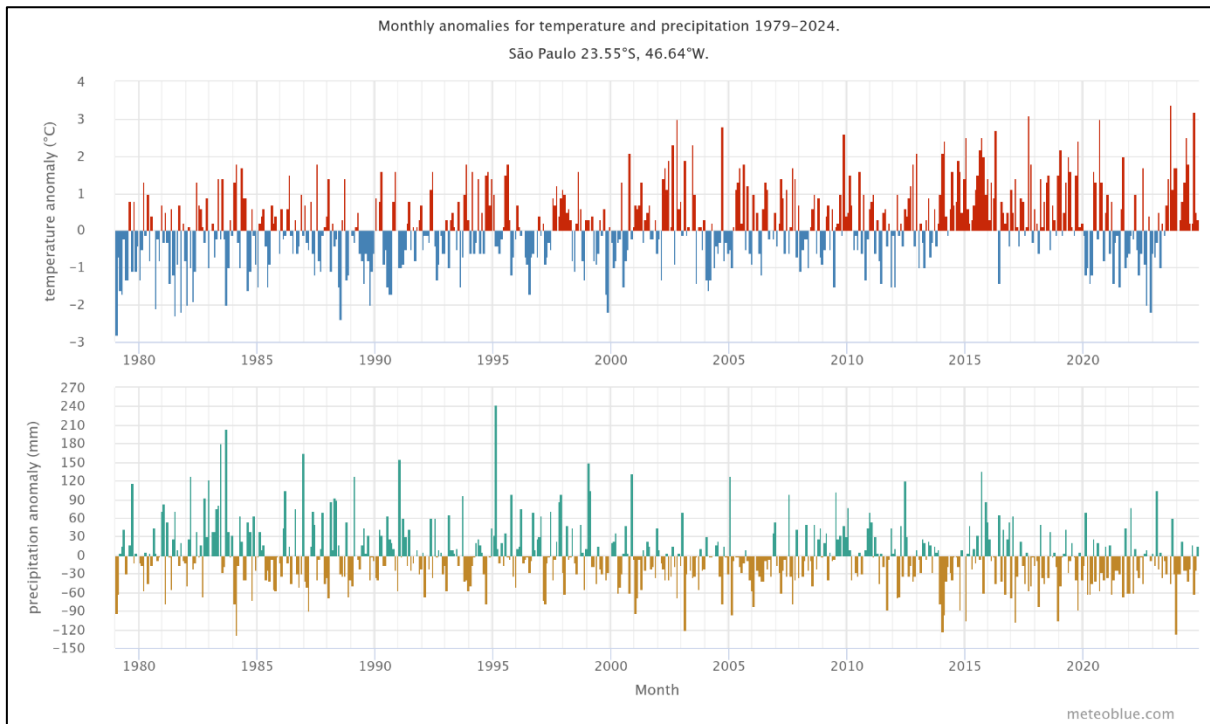 Monthly anomalies for temperature and precipitation 1979-2024.
São Paulo 23.55°S, 46.64°W.
temperature anomaly (°C)
4
3
2
1
0
-1
-2
-3
1980 1985 1990 1995 2000 2005 2010 2015 2020
precipitation anomaly (mm)
270
240
210
180
150
120
90
60
30
0
-30
-60
-90
-120
-150
1980 1985 1990 1995 2000 2005 2010 2015 2020
Month
meteoblue.com